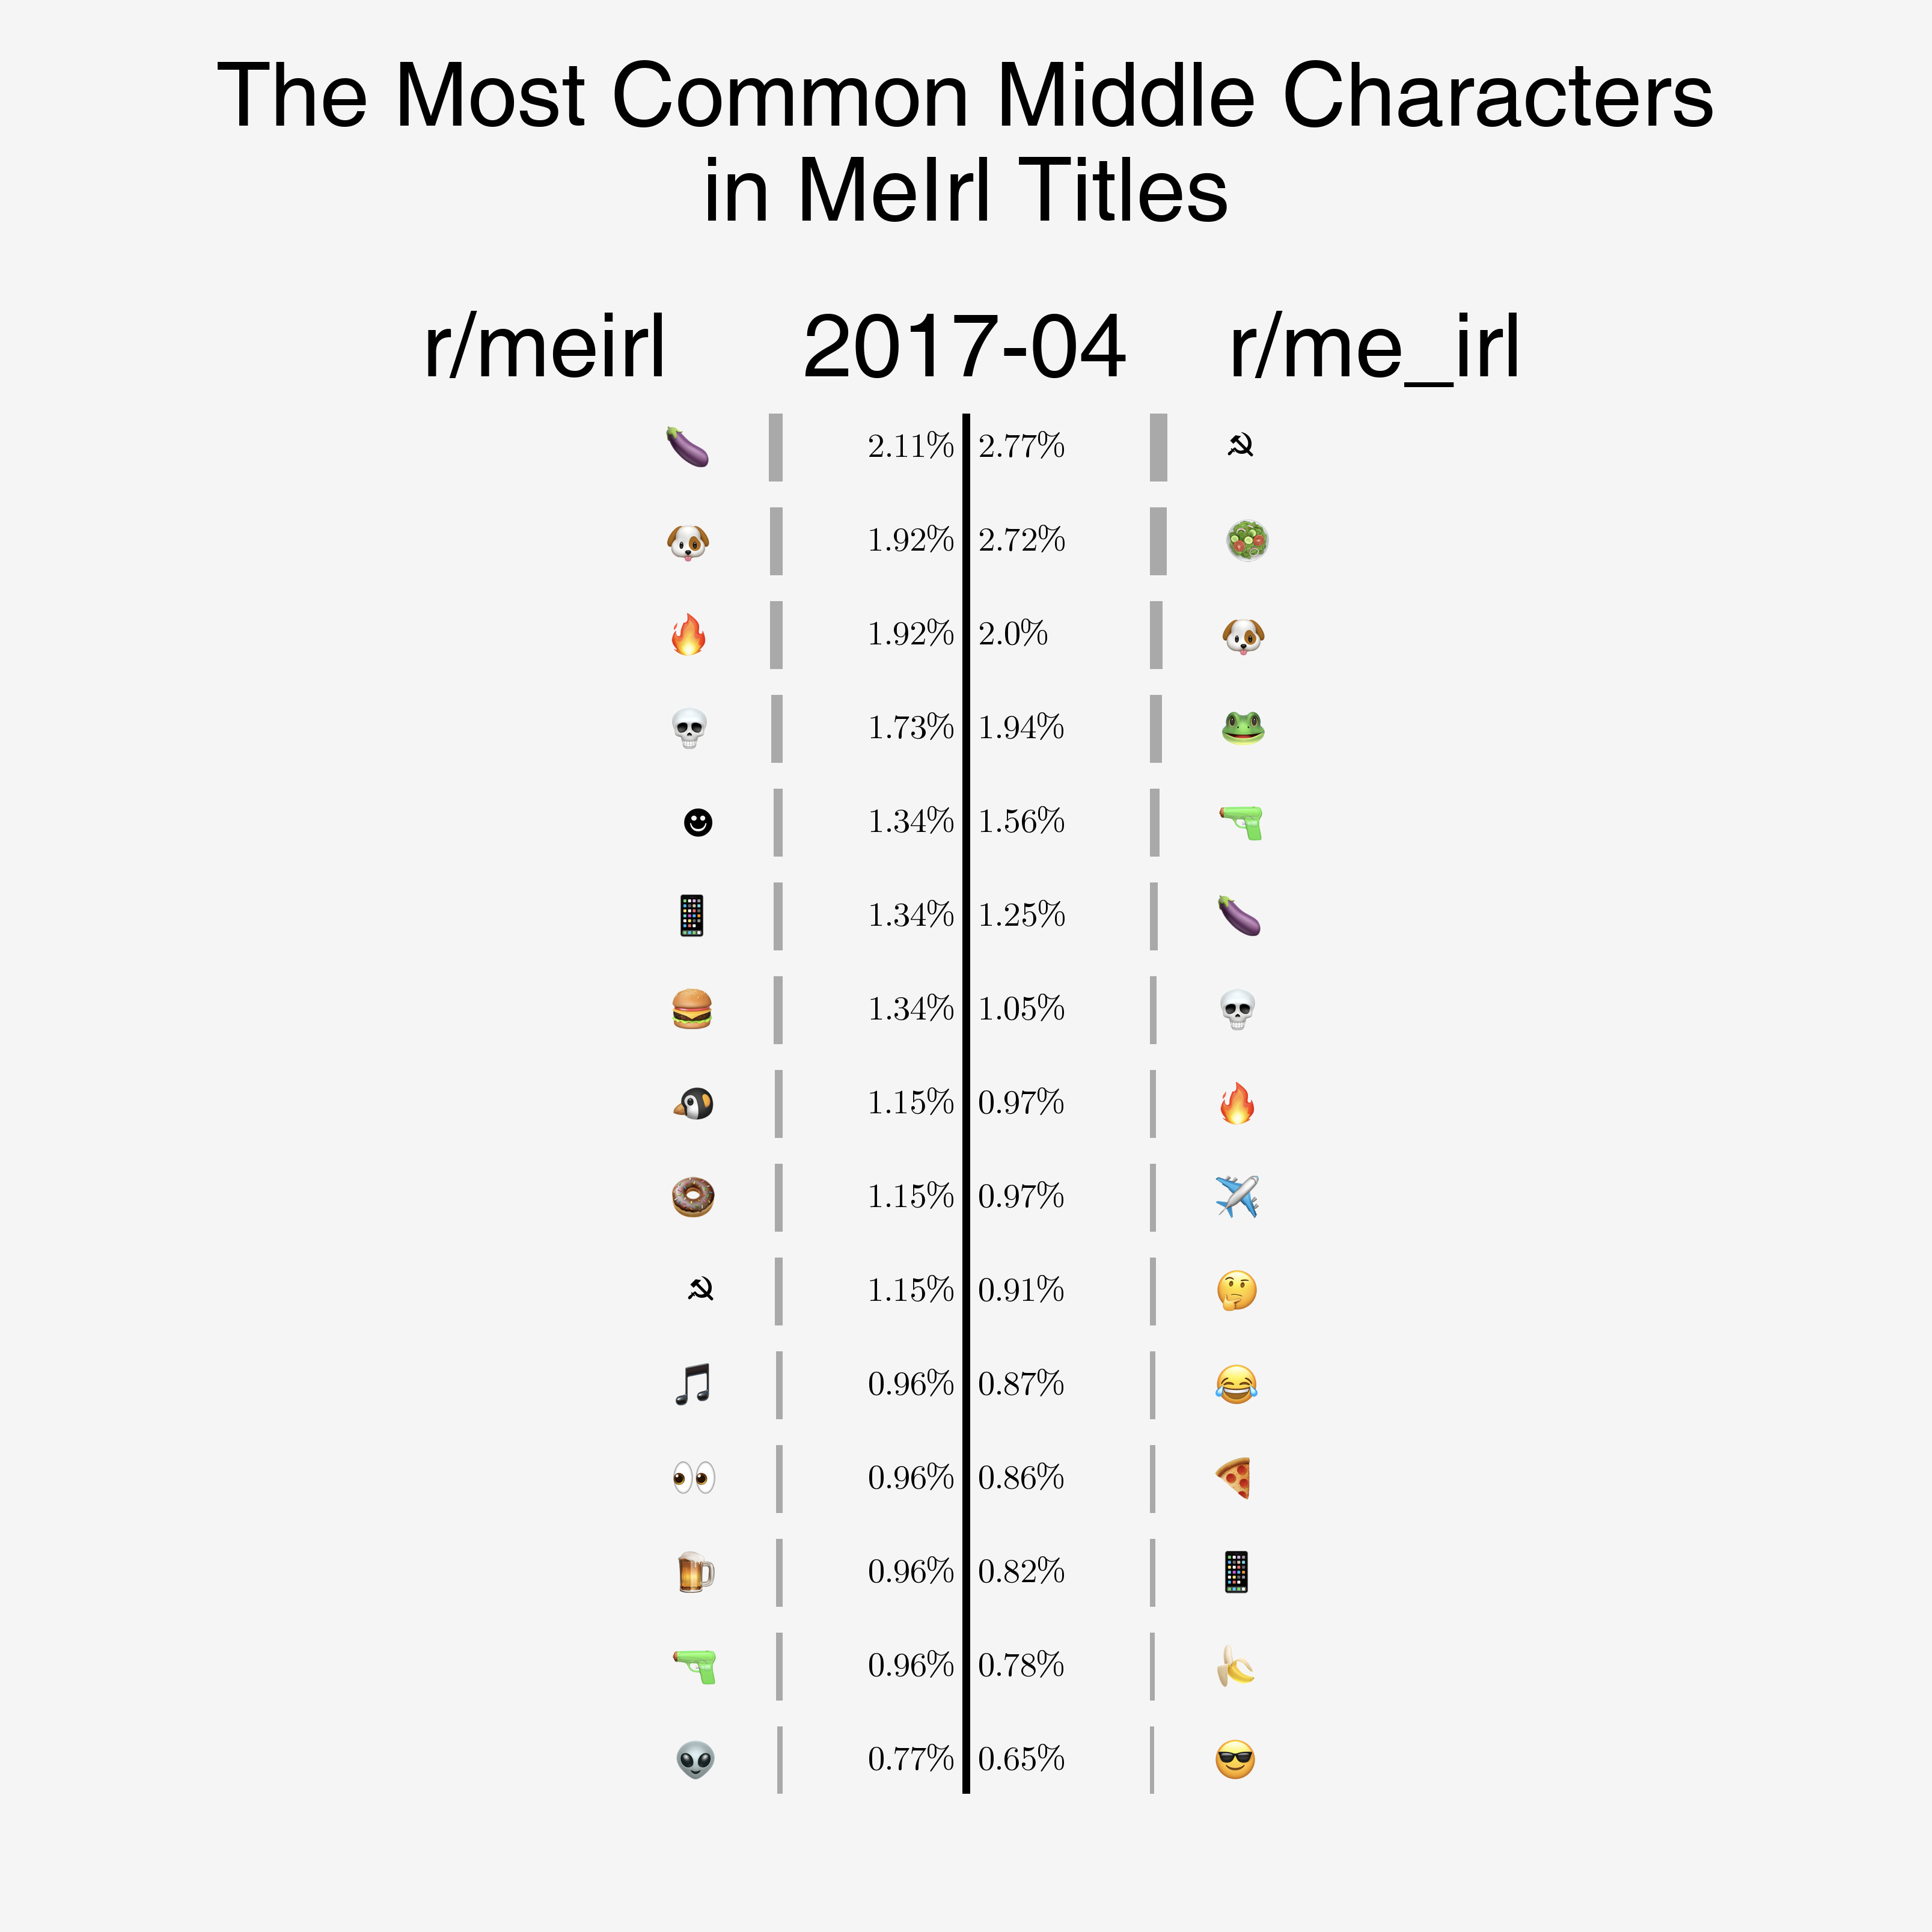 The Most Common Middle Characters
in MeIrl Titles
r/meirl 2017-04 r/me_irl
🍆 2.11% 2.77% ☭
🐶 1.92% 2.72% 🥗
🔥 1.92% 2.0% 🐶
💀 1.73% 1.94% 🐸
☻ 1.34% 1.56% 🔫
📱 1.34% 1.25% 🍆
🍔 1.34% 1.05% 💀
🐧 1.15% 0.97% 🔥
🍩 1.15% 0.97% ✈️
☭ 1.15% 0.91% 🤔
🎵 0.96% 0.87% 😂
👀 0.96% 0.86% 🍕
🍺 0.96% 0.82% 📱
🔫 0.96% 0.78% 🍌
👽 0.77% 0.65% 😎